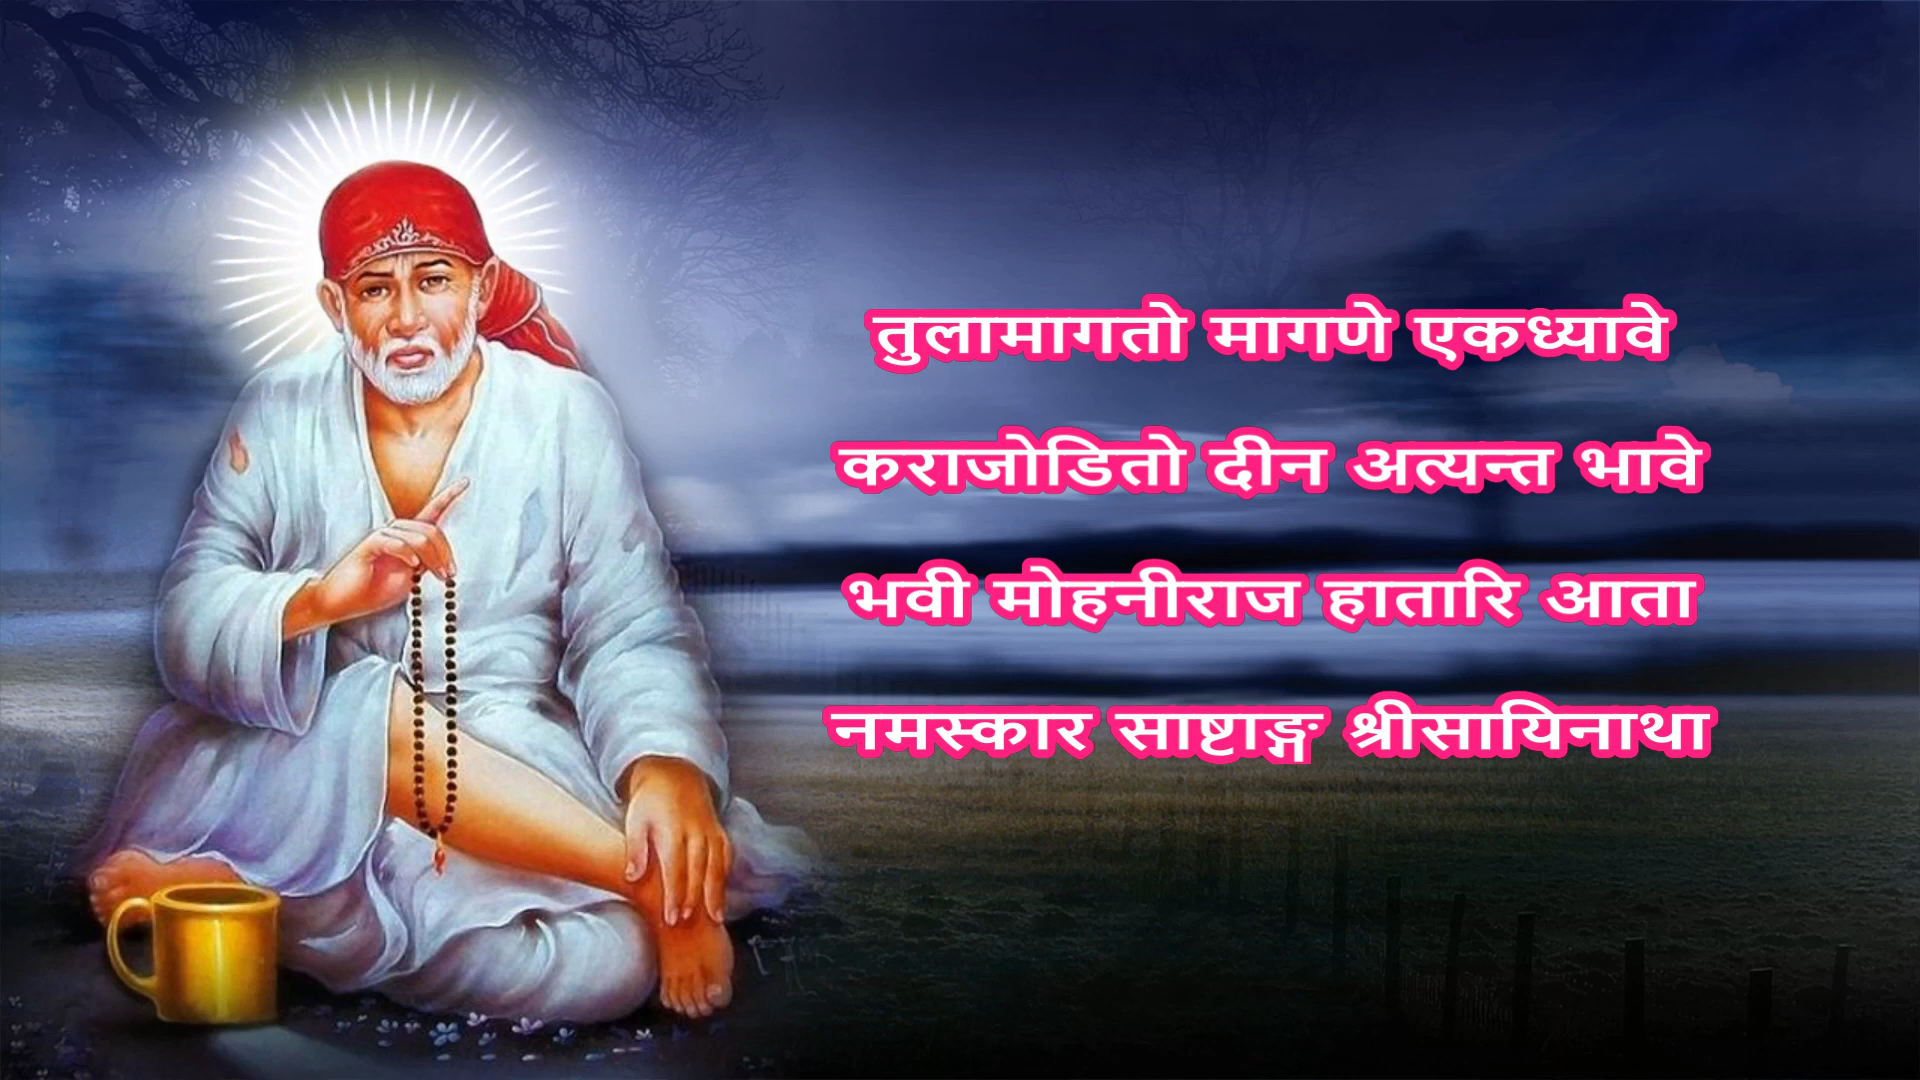 तुलामागतो मागणे एकध्यावे
कराजोडितो दीन अत्यन्त भावे
भवी मोहनीराज हातारि आता
नमस्कार साष्टाङ्ग श्रीसायिनाथा